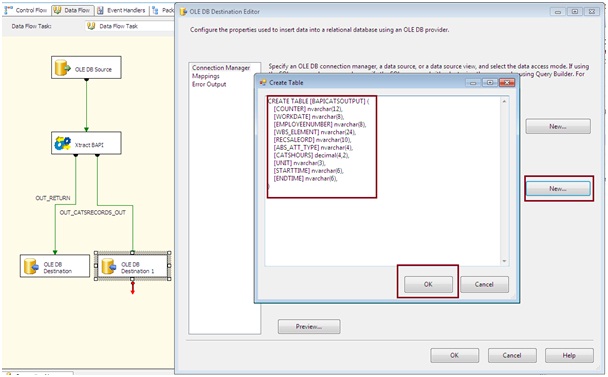 Control Flow
Data Flow
Event Handlers
Pack
Data Flow Task:
Data Flow Task
OLE DB Source
Xtract BAPI
OUT_RETURN
OUT_CATSRECORDS_OUT
OLE DB Destination
OLE DB Destination 1
OLE DB Destination Editor
Configure the properties used to insert data into a relational database using an OLE DB provider.
Connection Manager
Mappings
Error Output
Specify an OLE DB connection manager, a data source, or a data source view, and select the data access mode. If using
using Query Builder. For
Create Table
CREATE TABLE [BAPICATSOUTPUT] (
[COUNTER] nvarchar(12),
[WORKDATE] nvarchar(8),
[EMPLOYEENUMBER] nvarchar(8),
[WBS_ELEMENT] nvarchar(24),
[RECSALEORD] nvarchar(10),
[ABS_ATT_TYPE] nvarchar(4),
[CATSHOURS] decimal(4,2),
[UNIT] nvarchar(3),
[STARTTIME] nvarchar(6),
[ENDTIME] nvarchar(6),
)
OK
Cancel
New...
New...
Preview...
OK
Cancel
Help